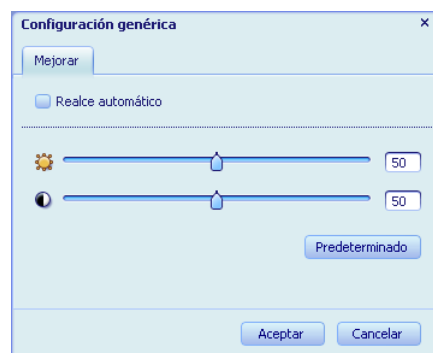 Configuración genérica
Mejorar
Realce automático
50
50
Predeterminado
Aceptar Cancelar